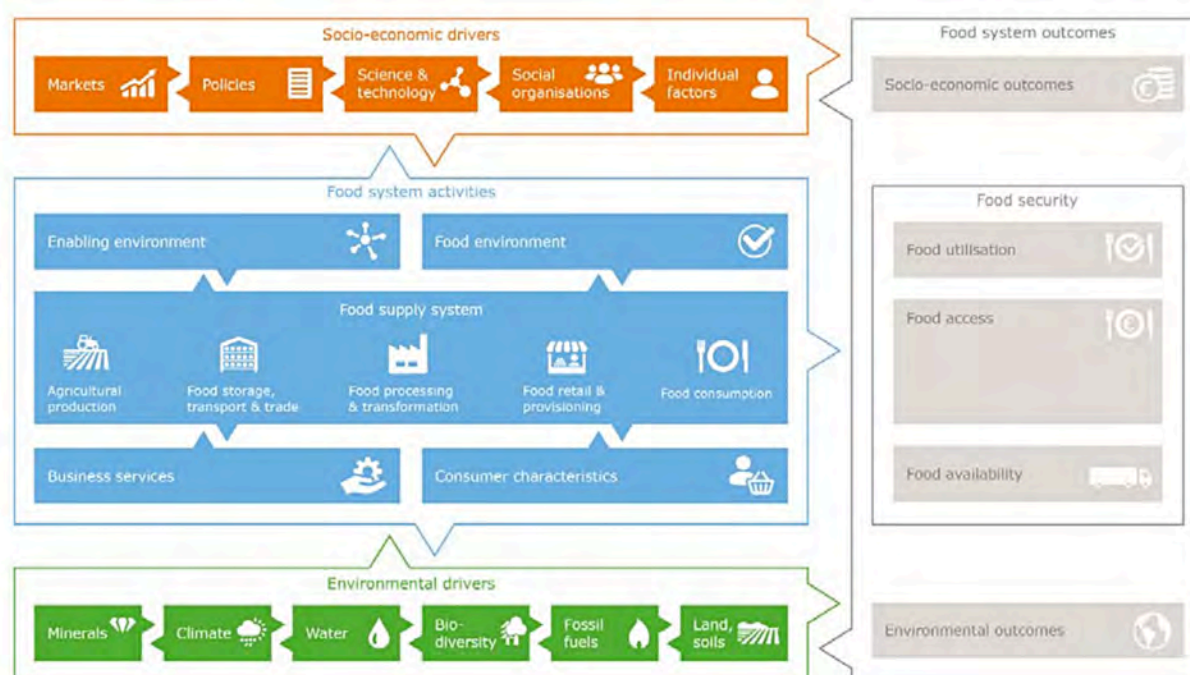 Socio-economic drivers
Markets
Policies
Science &
technology
Social
organisations
Individual
factors
Food system activities
Enabling environment
Food environment
Food supply system
Agricultural
production
Food storage,
transport & trade
Food processing
& transformation
Food retail &
provisioning
Food consumption
Business services
Consumer characteristics
Environmental drivers
Minerals
Climate
Water
Bio-
diversity
Fossil
fuels
Land,
soils
Food system outcomes
Socio-economic outcomes
Food security
Food utilisation
Food access
Food availability
Environmental outcomes